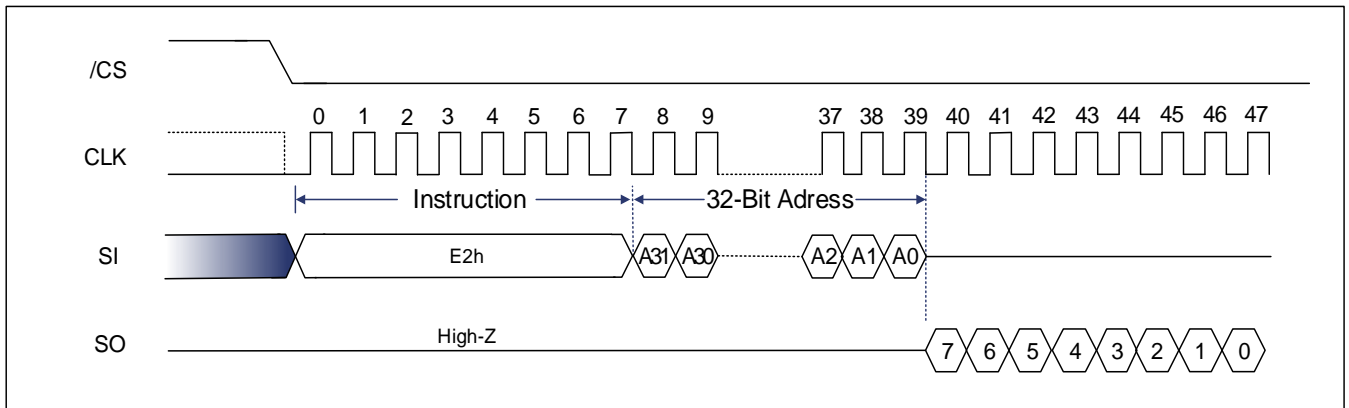 /CS
0 1 2 3 4 5 6 7 8 9 37 38 39 40 41 42 43 44 45 46 47
CLK
Instruction 32-Bit Adress
SI E2h A31 A30 A2 A1 A0
High-Z
SO 7 6 5 4 3 2 1 0